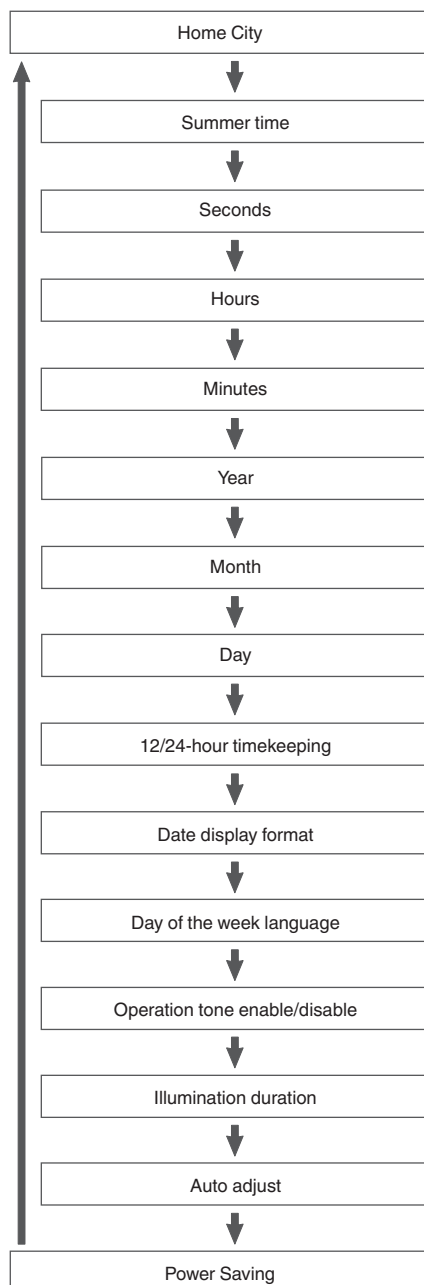 Home City
Summer time
Seconds
Hours
Minutes
Year
Month
Day
12/24-hour timekeeping
Date display format
Day of the week language
Operation tone enable/disable
Illumination duration
Auto adjust
Power Saving